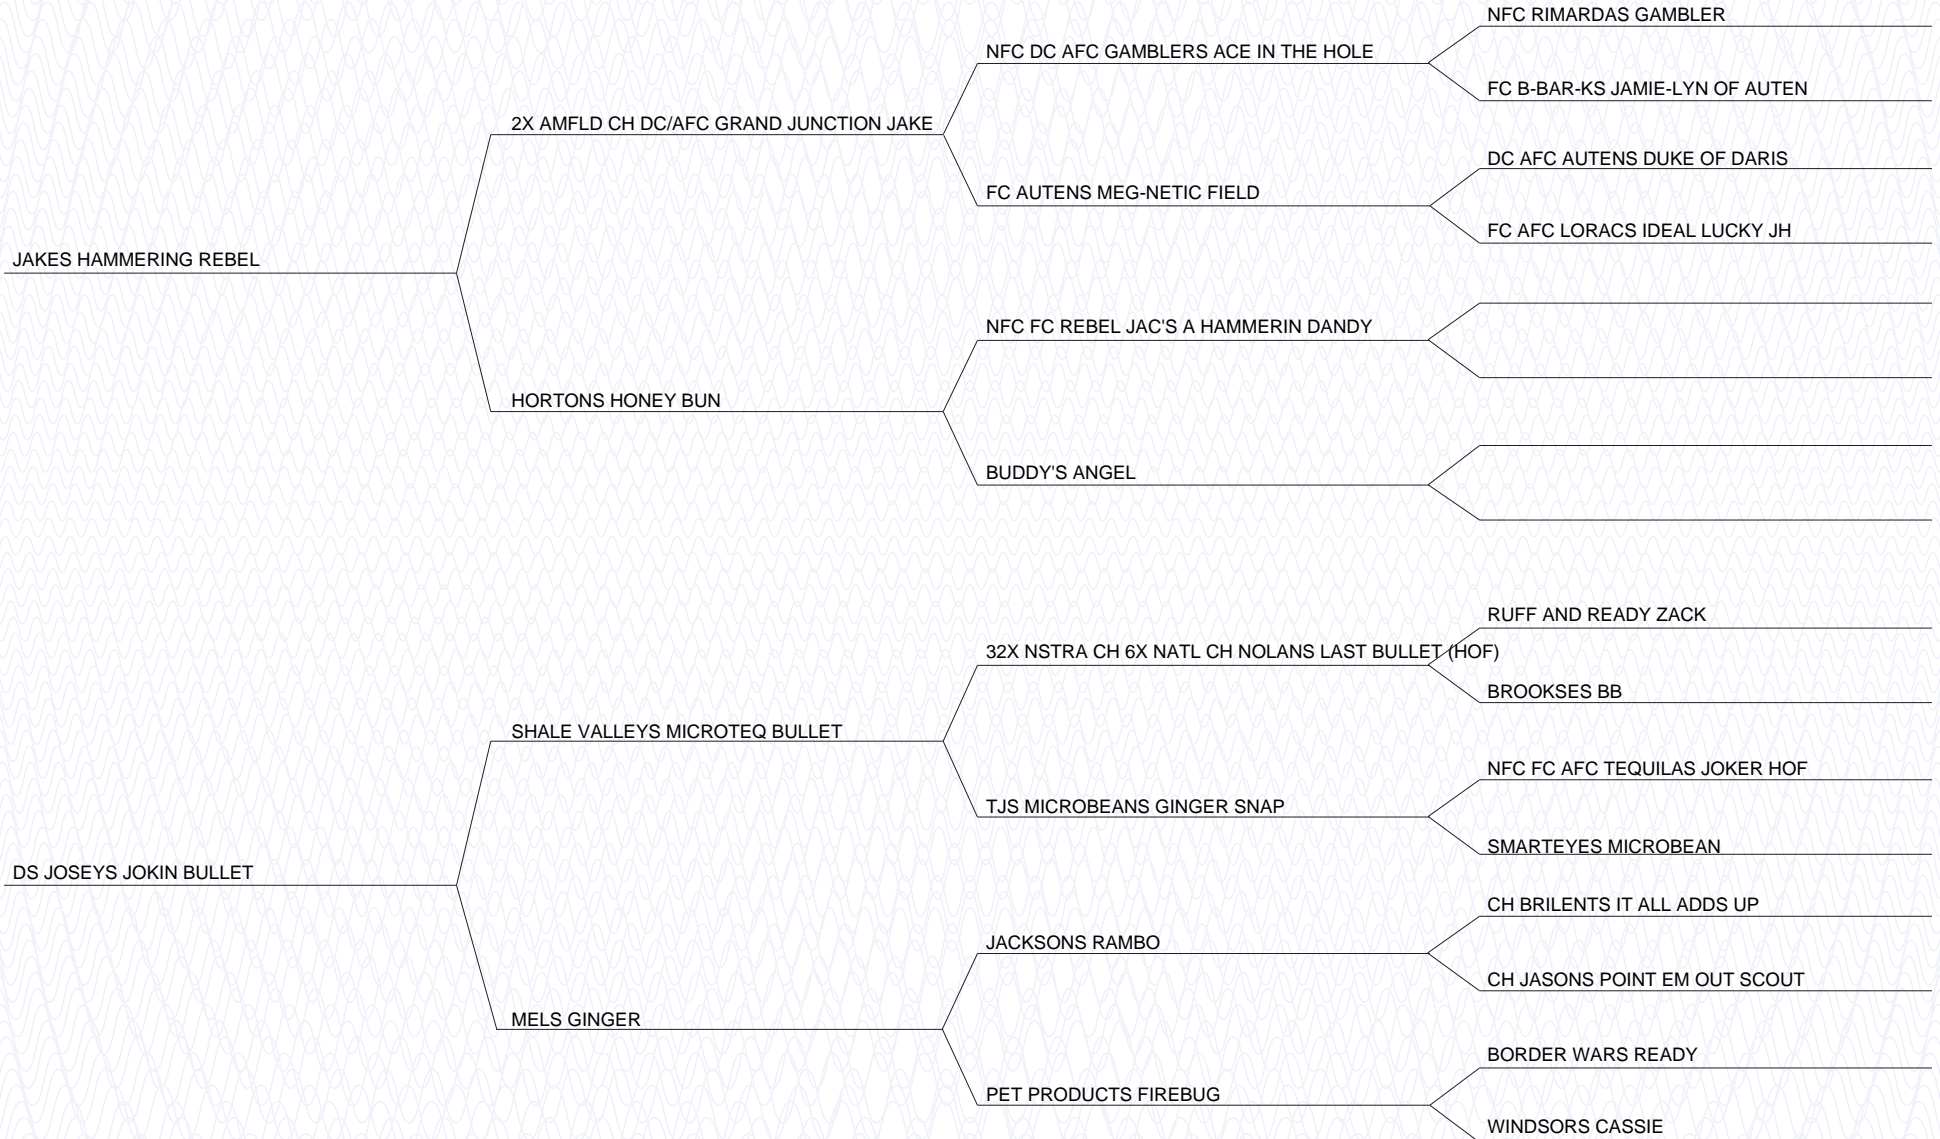 NFC RIMARDAS GAMBLER
NFC DC AFC GAMBLERS ACE IN THE HOLE
FC B-BAR-KS JAMIE-LYN OF AUTEN
2X AMFLD CH DC/AFC GRAND JUNCTION JAKE
DC AFC AUTENS DUKE OF DARIS
FC AUTENS MEG-NETIC FIELD
FC AFC LORACS IDEAL LUCKY JH
JAKES HAMMERING REBEL
NFC FC REBEL JAC'S A HAMMERIN DANDY
HORTONS HONEY BUN
BUDDY'S ANGEL
RUFF AND READY ZACK
32X NSTRA CH 6X NATL CH NOLANS LAST BULLET (HOF)
BROOKSES BB
SHALE VALLEYS MICROTEQ BULLET
NFC FC AFC TEQUILAS JOKER HOF
TJS MICROBEANS GINGER SNAP
SMARTEYES MICROBEAN
DS JOSEYS JOKIN BULLET
CH BRILENTS IT ALL ADDS UP
JACKSONS RAMBO
CH JASONS POINT EM OUT SCOUT
MELS GINGER
BORDER WARS READY
PET PRODUCTS FIREBUG
WINDSORS CASSIE